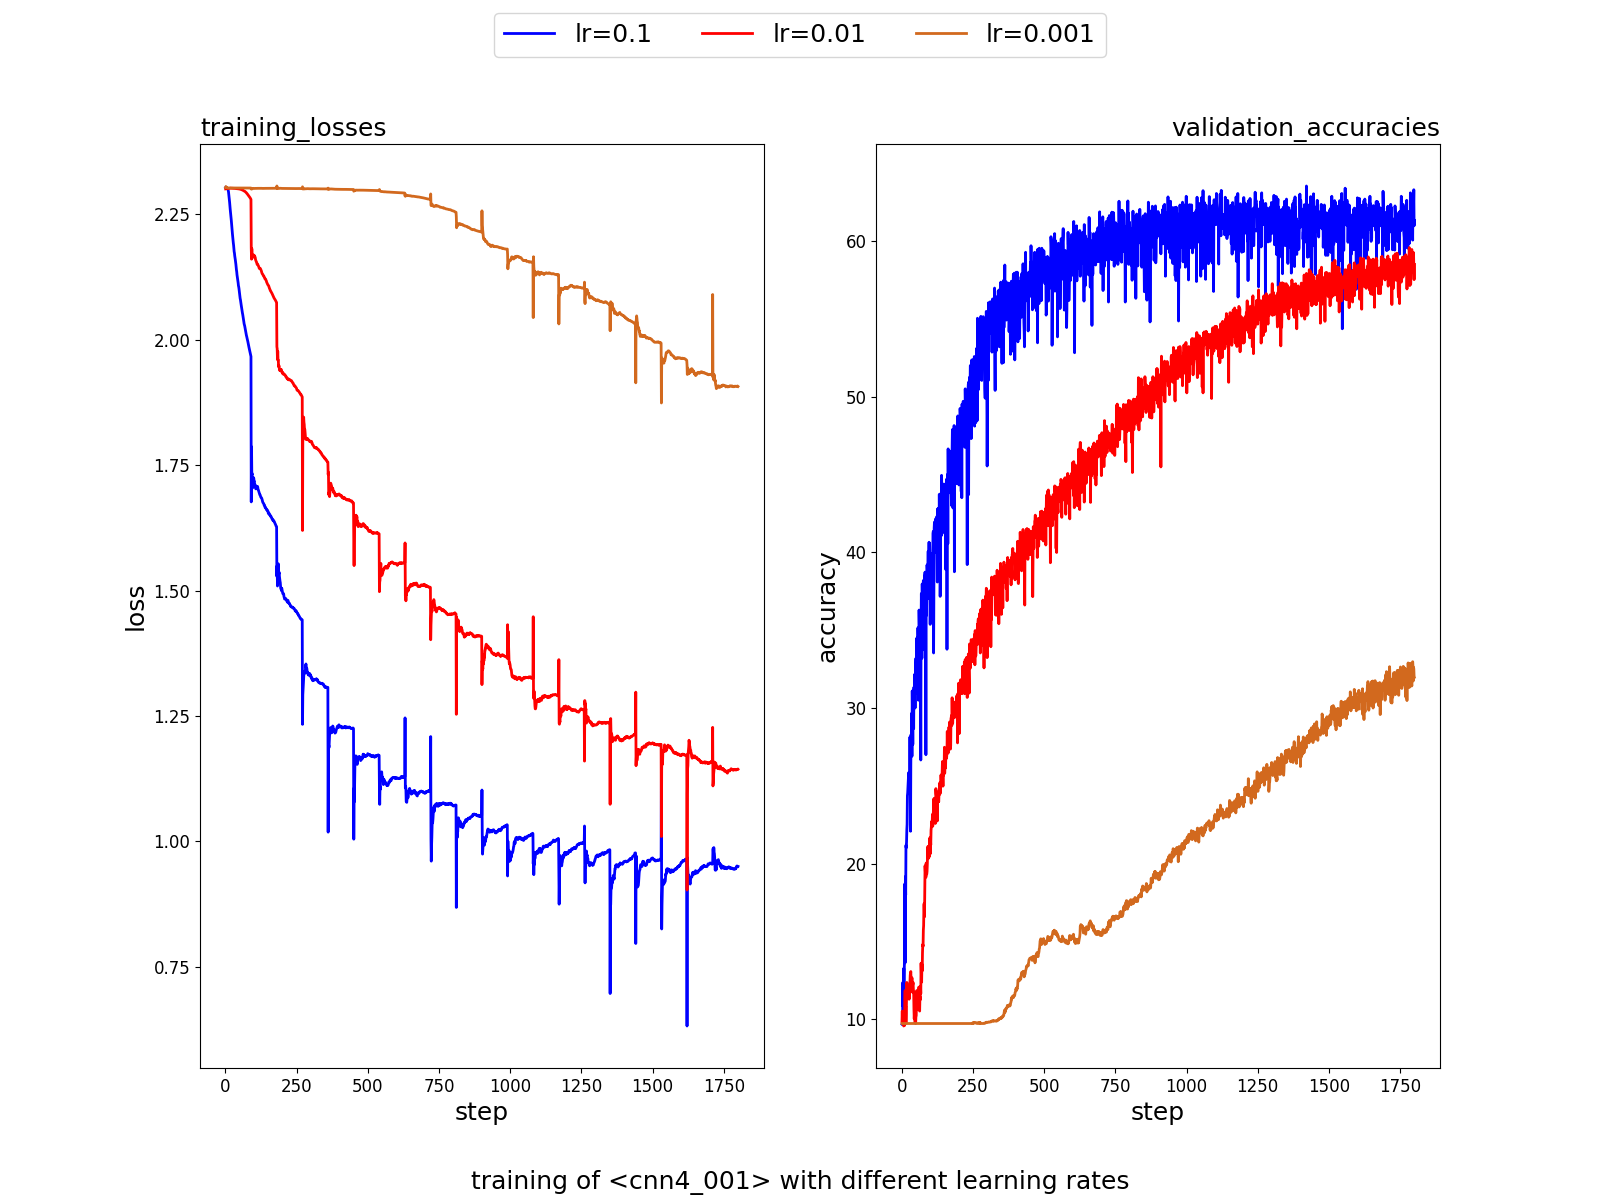 lr=0.1 lr=0.01 lr=0.001
training_losses
validation_accuracies
loss
2.25
2.00
1.75
1.50
1.25
1.00
0.75
0 250 500 750 1000 1250 1500 1750
step
accuracy
60
50
40
30
20
10
0 250 500 750 1000 1250 1500 1750
step
training of <cnn4_001> with different learning rates